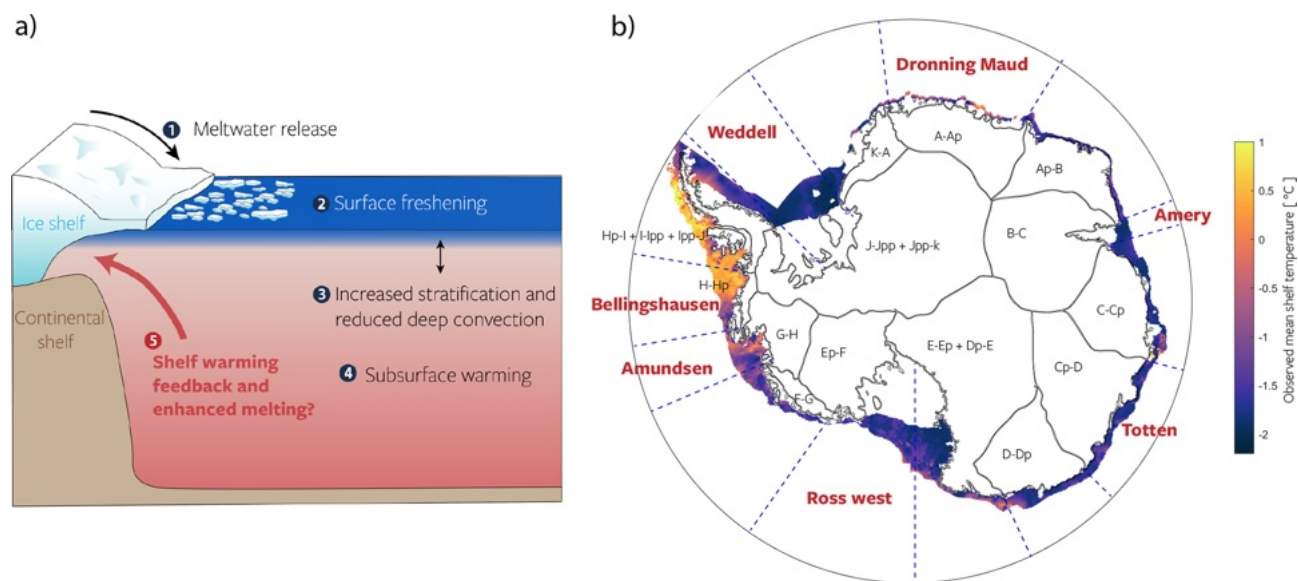 a)
1 Meltwater release
2 Surface freshening
Ice shelf
3 Increased stratification and
reduced deep convection
Continental
shelf
4 Subsurface warming
5
Shelf warming
feedback and
enhanced melting?
b)
Dronning Maud
Weddell
A-Ap
K-A
Ap-B
Amery
Hp-I + I-Ipp + Ipp-J
J-Jpp + Jpp-k
B-C
H-Hp
Bellingshausen
C-Cp
G-H
Ep-F
E-Ep + Dp-E
Cp-D
Amundsen
F-G
Totten
D-Dp
Ross west
1
0.5
0
-0.5
-1
-1.5
-2
Observed mean shelf temperature [ °C]